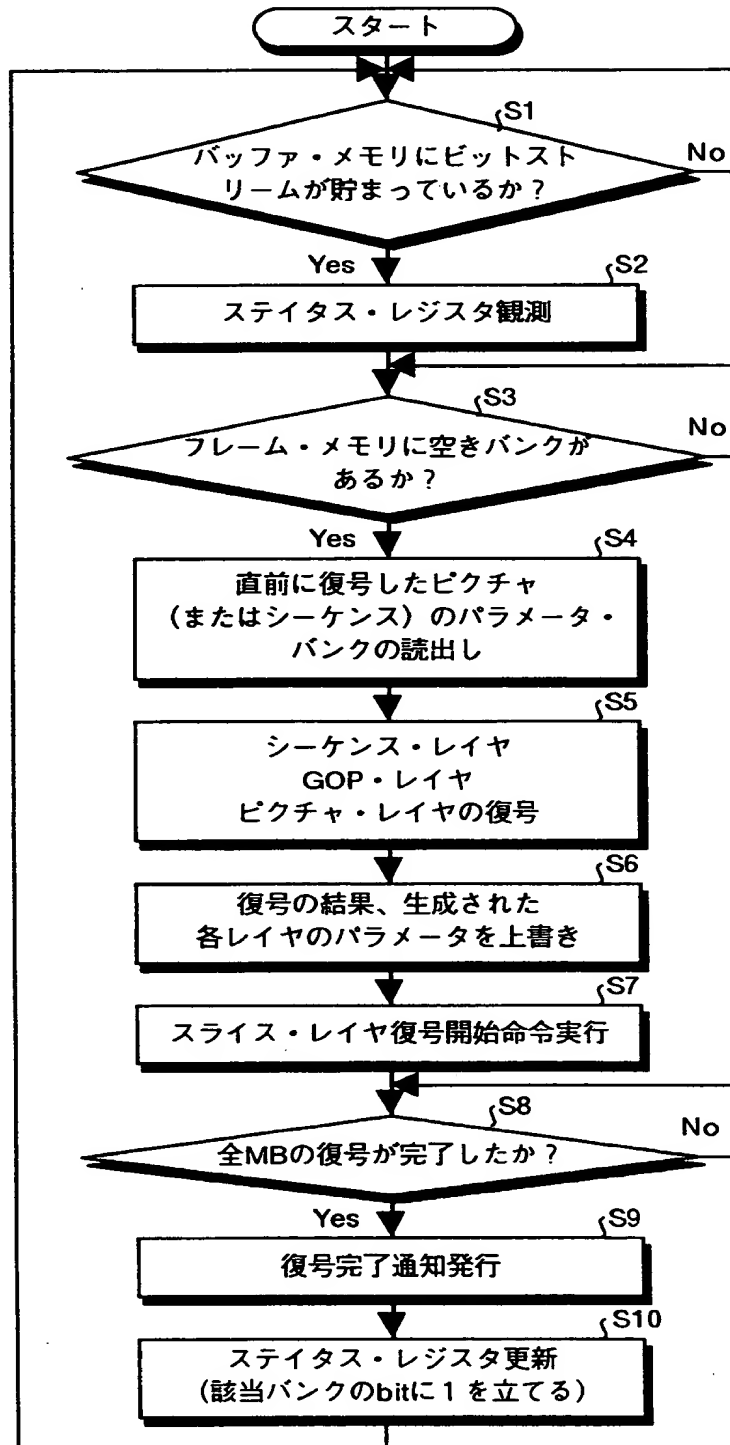 スタート
S1
バッファ・メモリにビットスト
リームが貯まっているか?
No
Yes
S2
ステイタス・レジスタ観測
S3
フレーム・メモリに空きバンクが
あるか?
No
Yes
S4
直前に復号したピクチャ
(またはシーケンス)のパラメータ・
バンクの読出し
S5
シーケンス・レイヤ
GOP・レイヤ
ピクチャ・レイヤの復号
S6
復号の結果、生成された
各レイヤのパラメータを上書き
S7
スライス・レイヤ復号開始命令実行
S8
全MBの復号が完了したか?
No
Yes
S9
復号完了通知発行
S10
ステイタス・レジスタ更新
(該当バンクのbitに1を立てる)